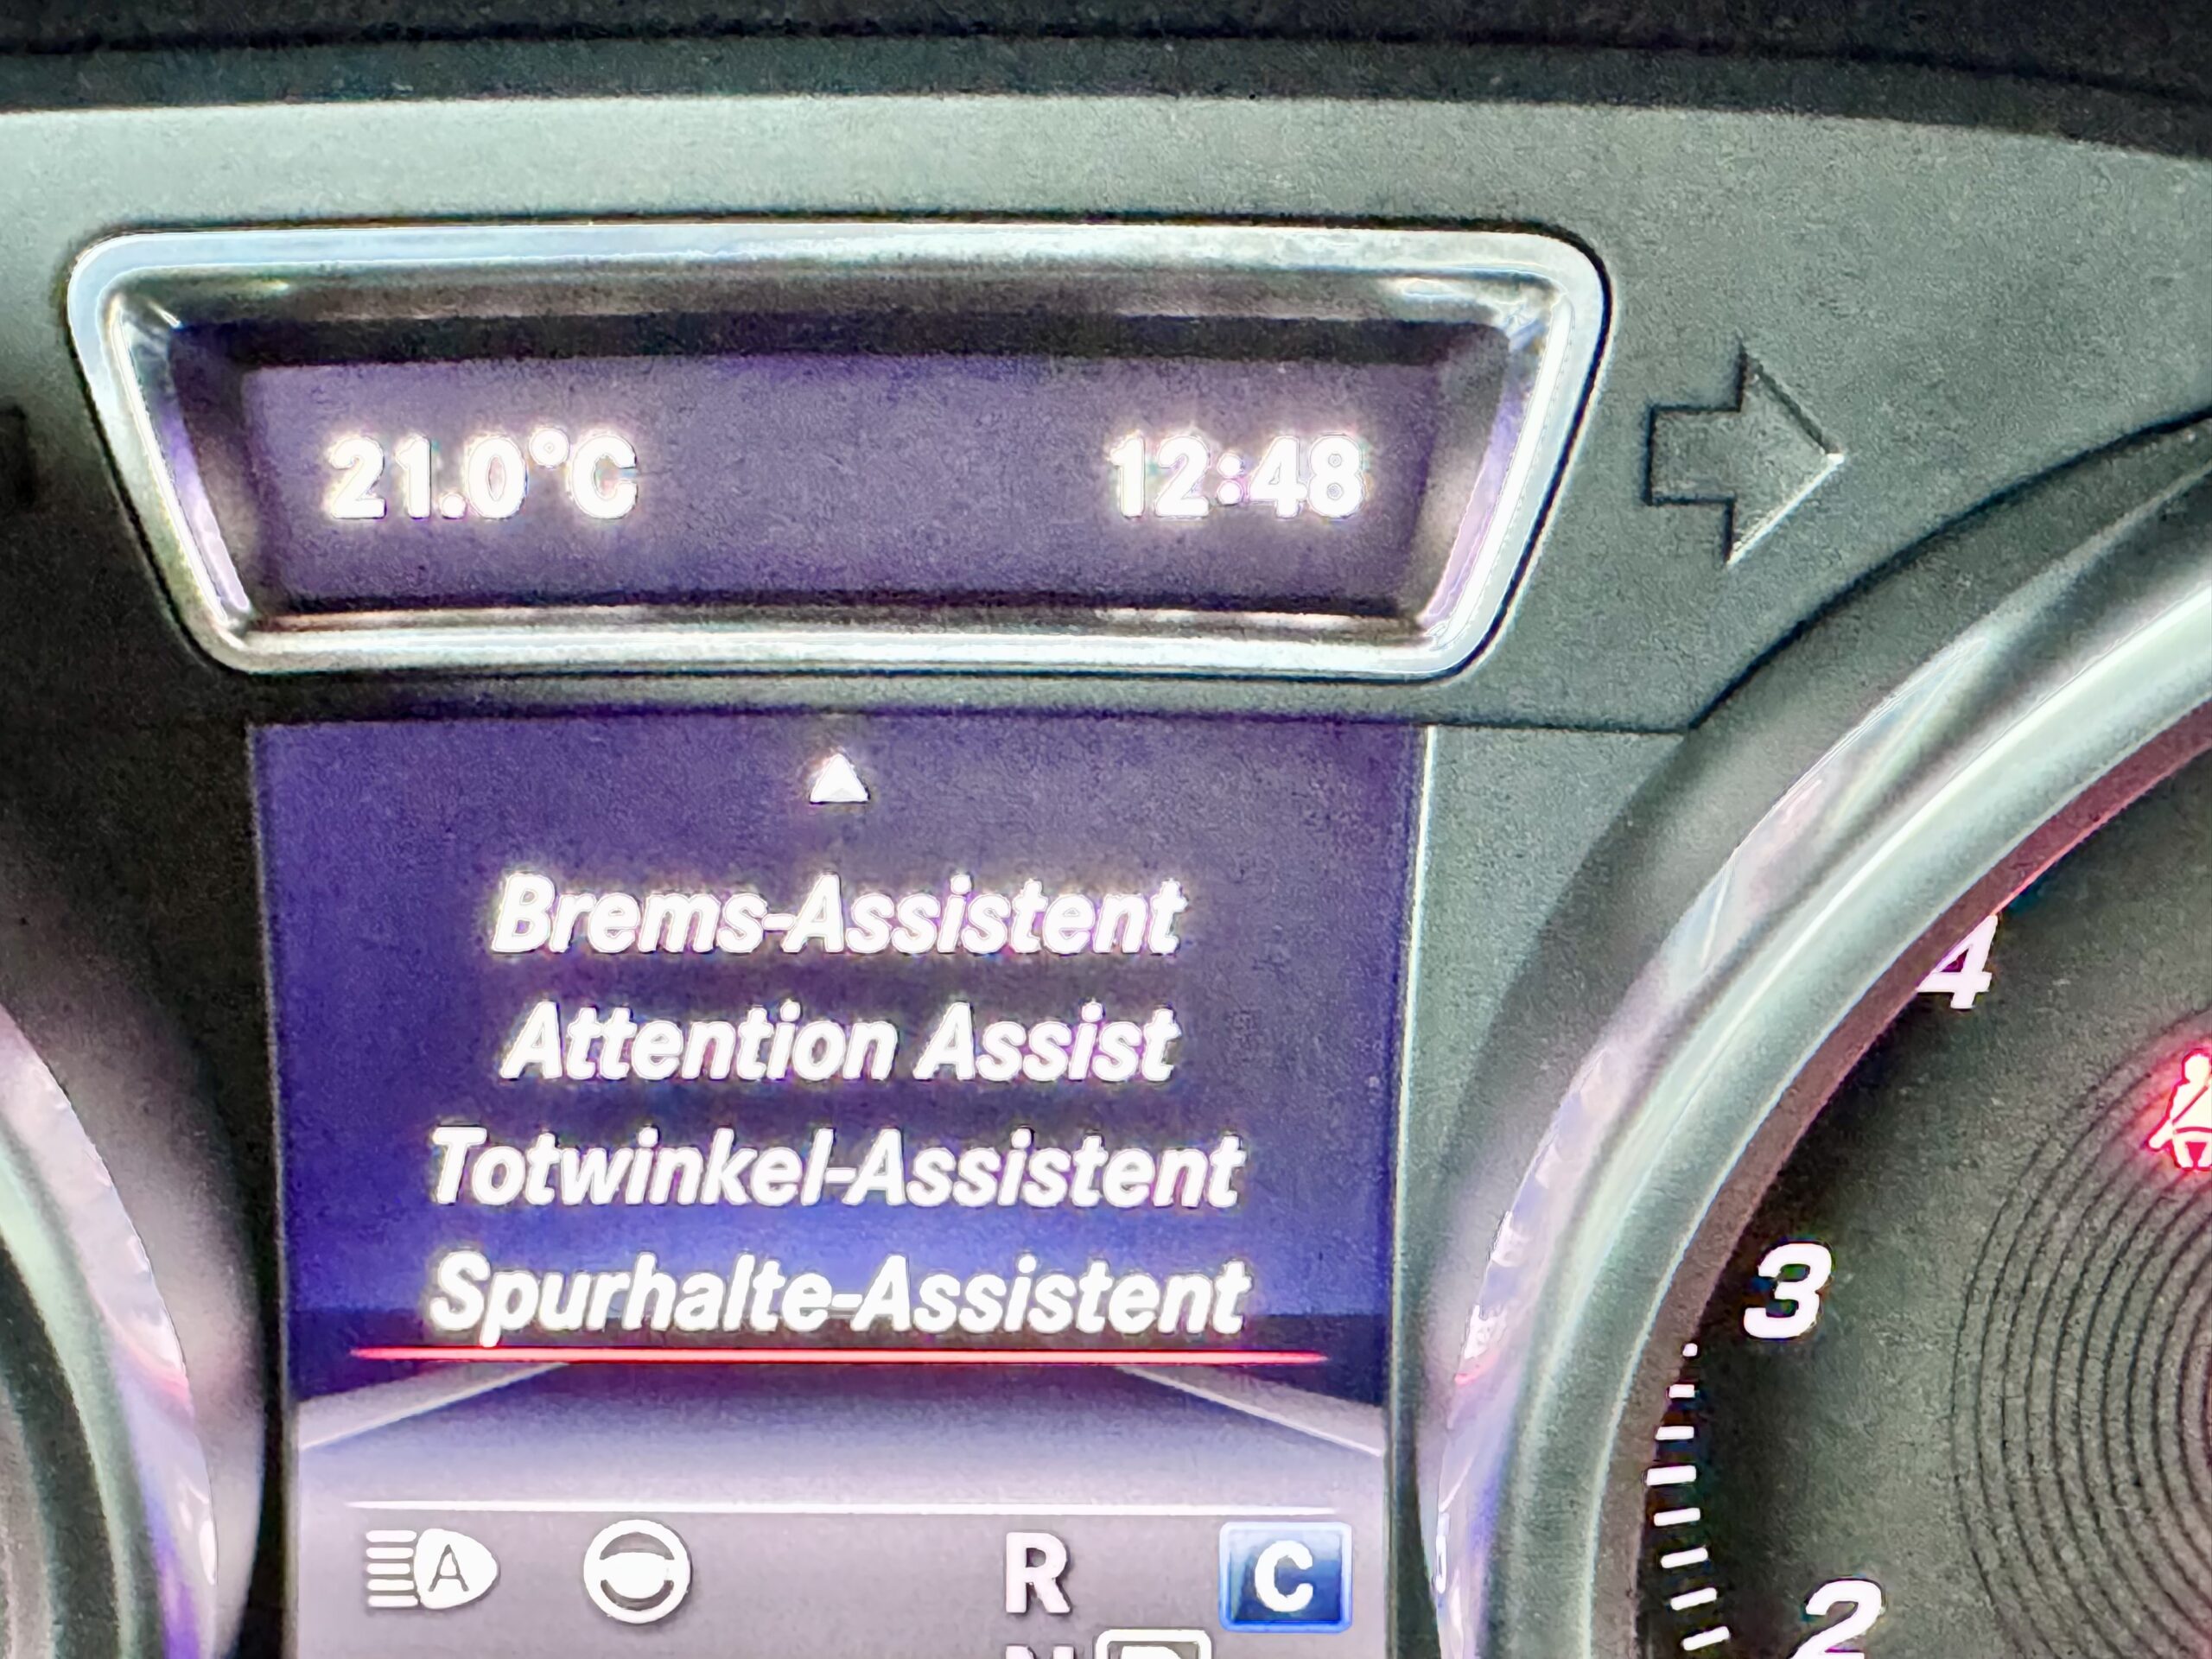 21.0°C 12:48
Brems-Assistent
Attention Assist
Totwinkel-Assistent
Spurhalte-Assistent
A R C
4
3
2